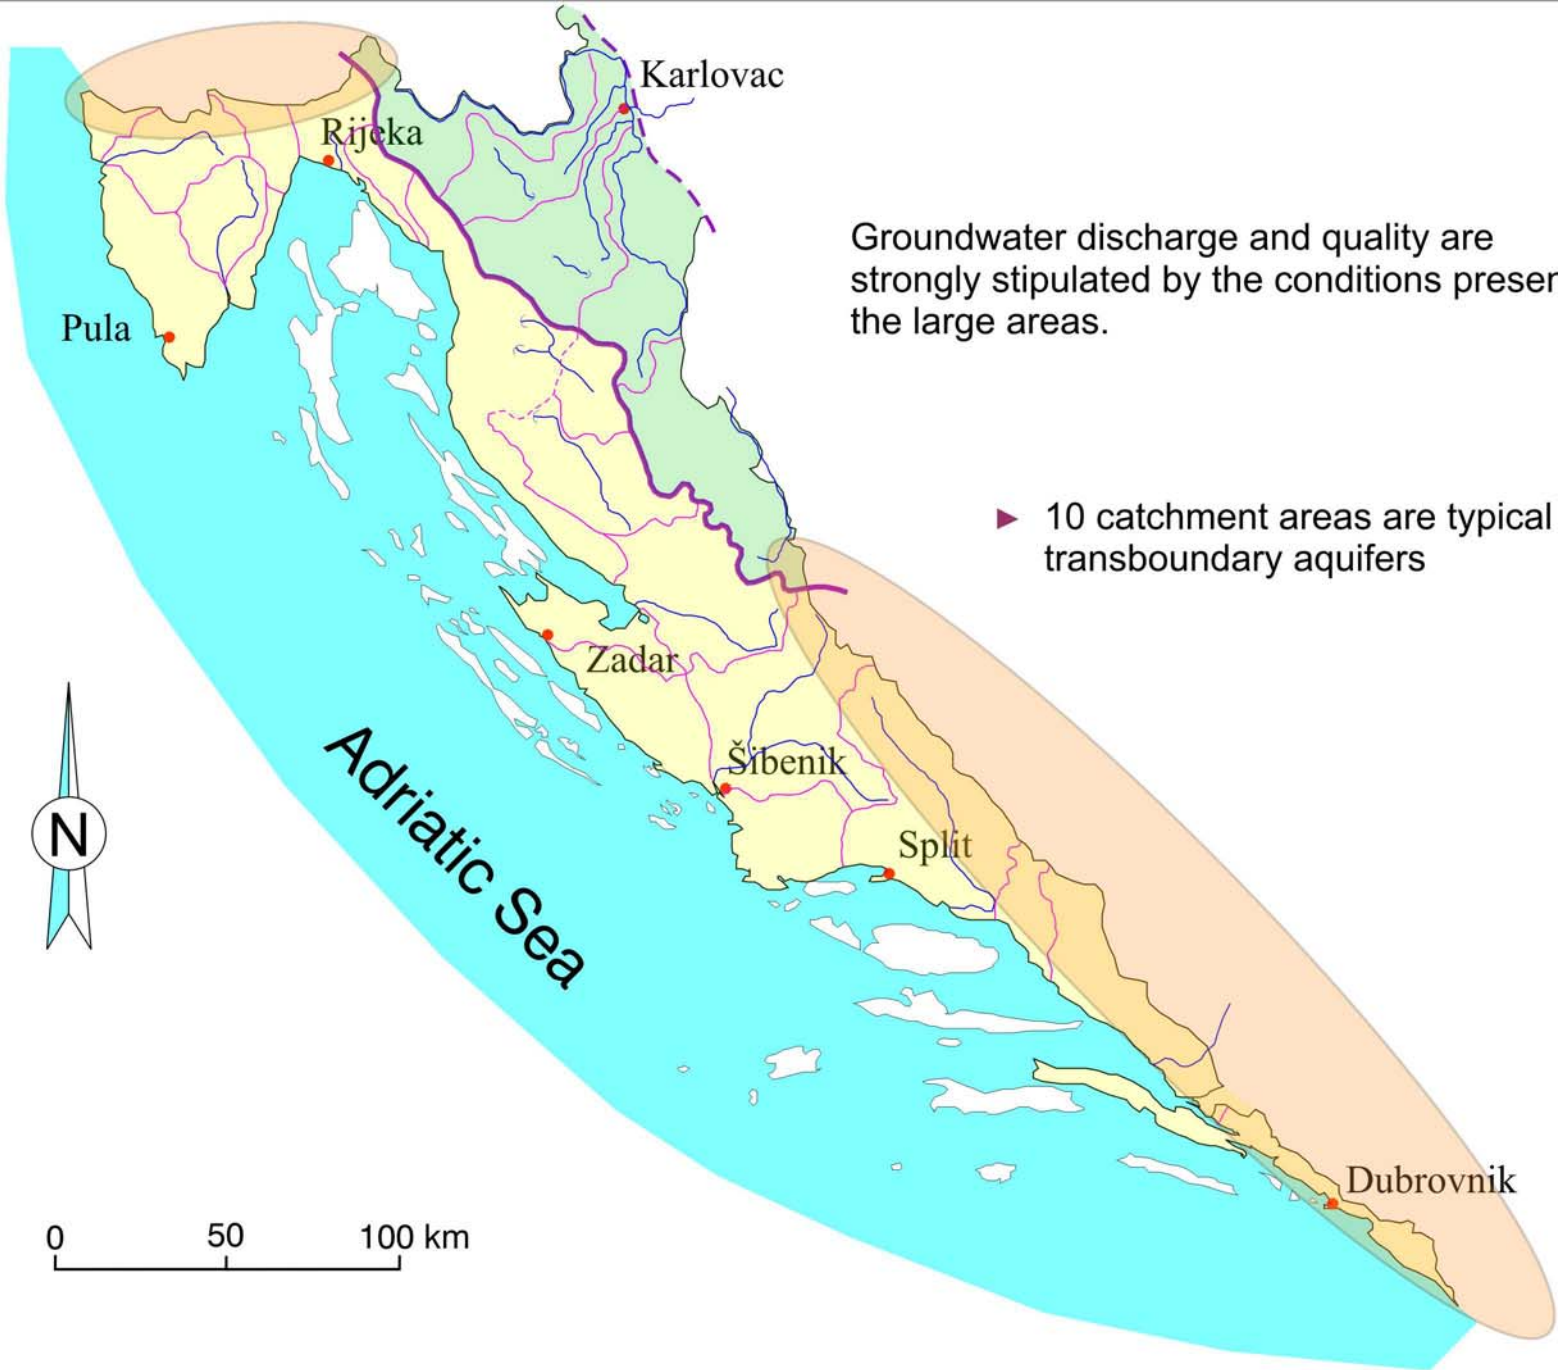 Karlovac
Rijeka
Groundwater discharge and quality are
strongly stipulated by the conditions presen
the large areas.
Pula
► 10 catchment areas are typical
transboundary aquifers
Zadar
Adriatic Sea
Šibenik
N
Split
Dubrovnik
0 50 100 km